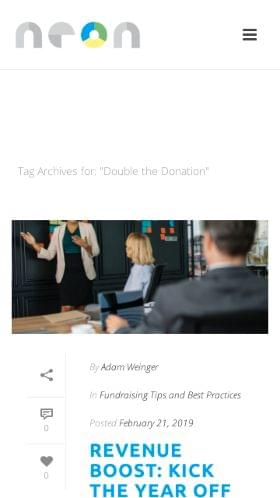 neon
Tag Archives for: "Double the Donation"
By Adam Weinger
In Fundraising Tips and Best Practices
0
Posted February 21, 2019
REVENUE
BOOST: KICK
0
THE YEAR OFF